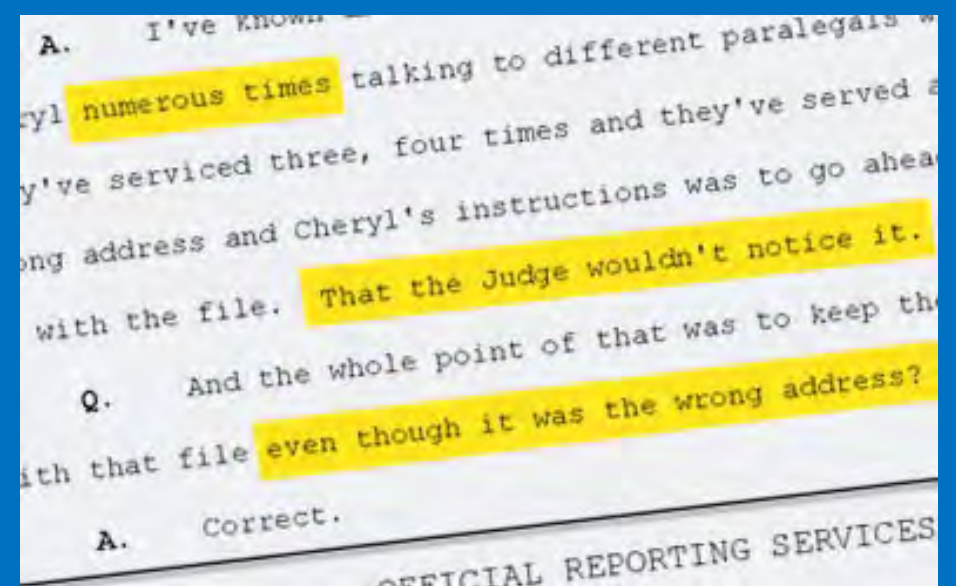 A. I've known
numerous times talking to different paralegals
y've serviced three, four times and they've served a
ong address and Cheryl's instructions was to go ahea
with the file. That the Judge wouldn't notice it.
Q. And the whole point of that was to keep the
ith that file even though it was the wrong address?
A. Correct.
OFFICIAL REPORTING SERVICES